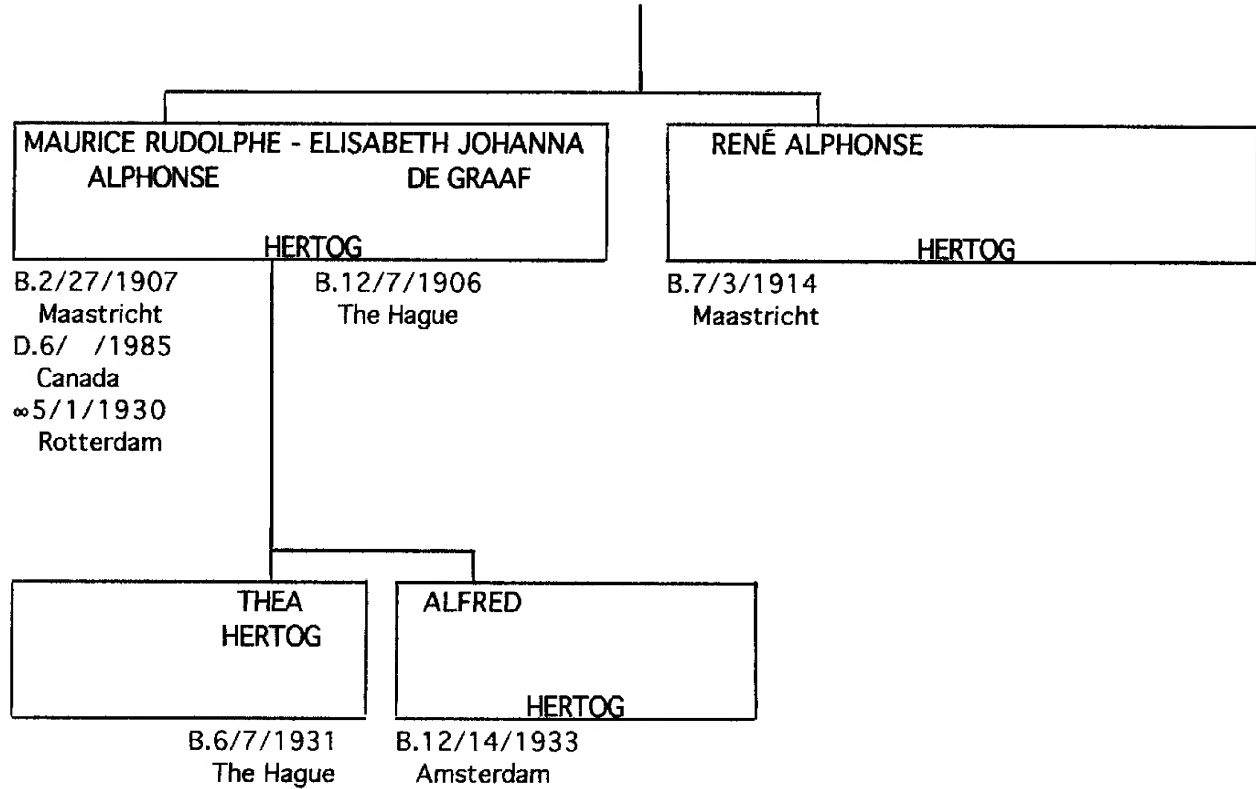 MAURICE RUDOLPHE - ELISABETH JOHANNA
ALPHONSE DE GRAAF
HERTOG
B.2/27/1907 B.12/7/1906
Maastricht The Hague
D.6/ /1985
Canada
∞5/1/1930
Rotterdam
RENÉ ALPHONSE
HERTOG
B.7/3/1914
Maastricht
THEA
HERTOG
B.6/7/1931
The Hague
ALFRED
HERTOG
B.12/14/1933
Amsterdam